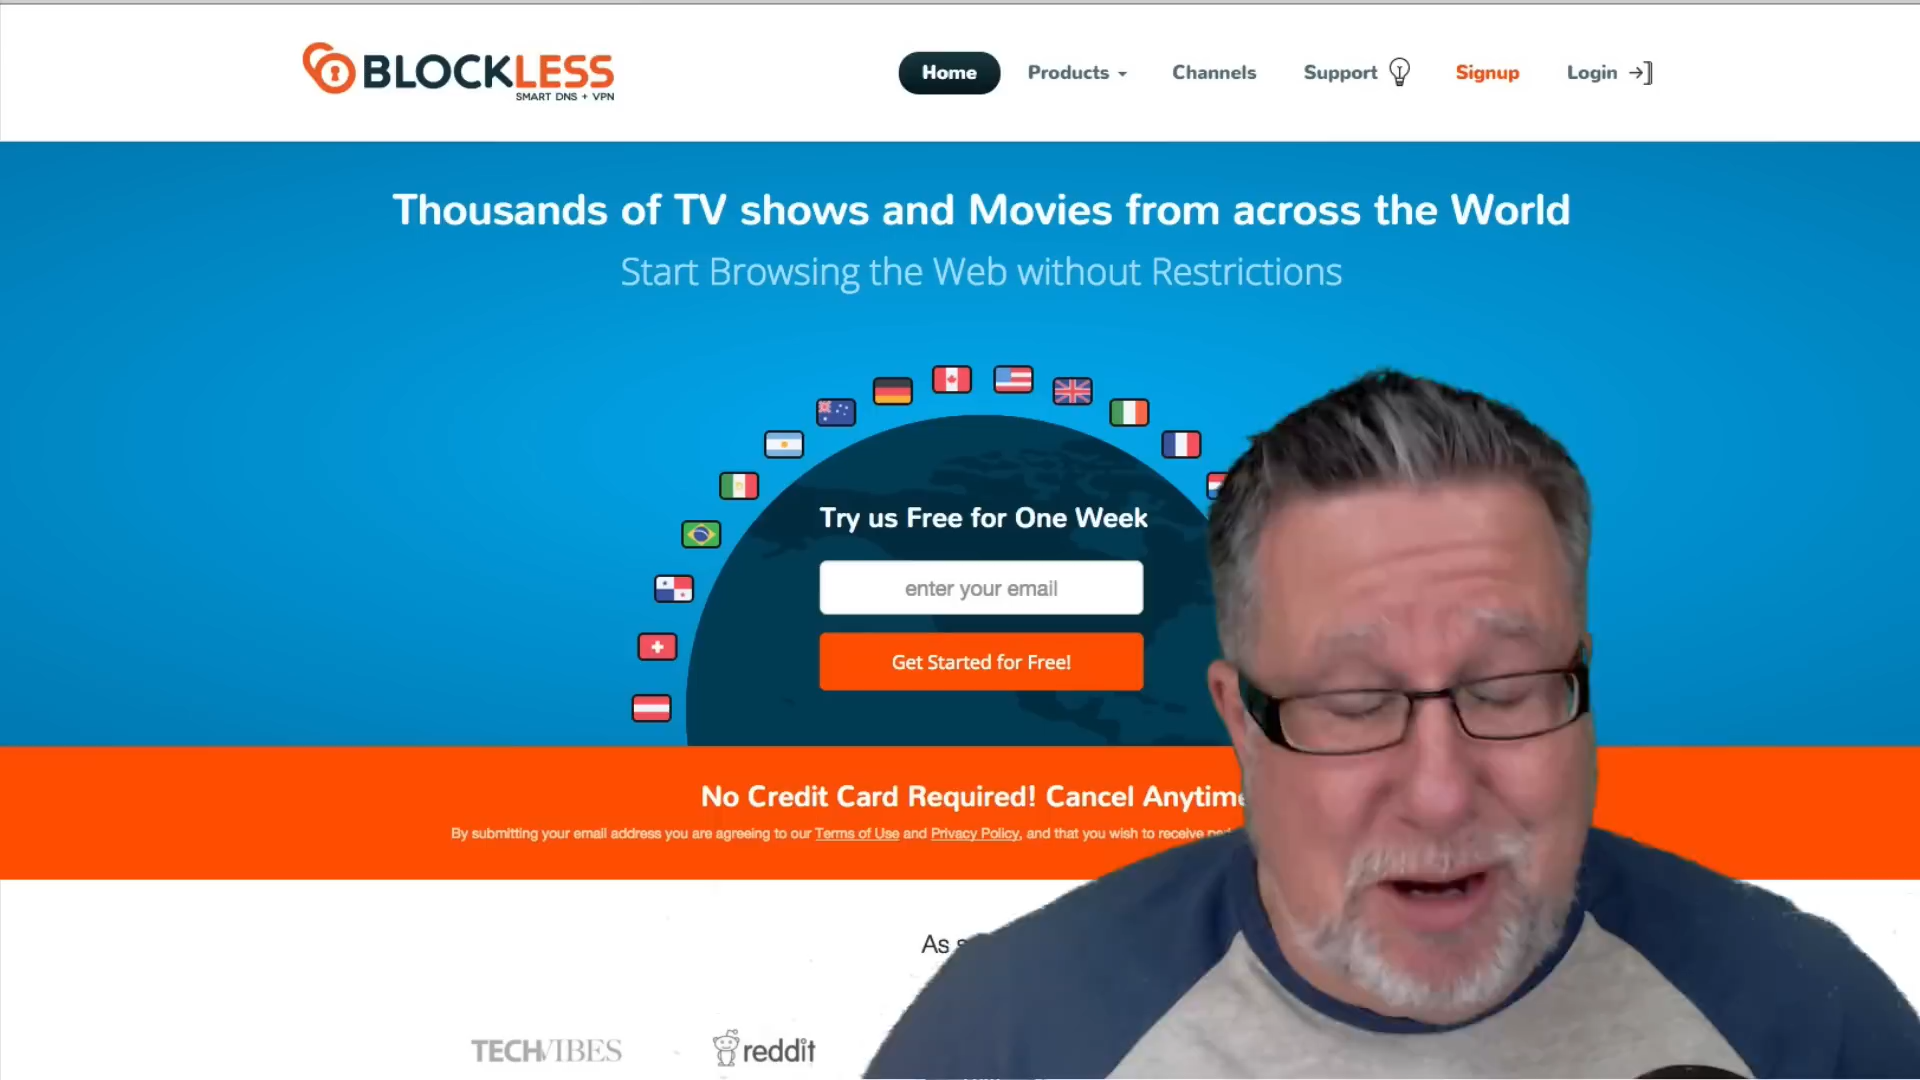 BLOCKLESS
SMART DNS + VPN
Home
Products
Channels
Support
Signup
Login
Thousands of TV shows and Movies from across the World
Start Browsing the Web without Restrictions
Try us Free for One Week
enter your email
Get Started for Free!
No Credit Card Required! Cancel Anytime
By submitting your email address you are agreeing to our Terms of Use and Privacy Policy, and that you wish to receive
As
TECHVIBES
reddit